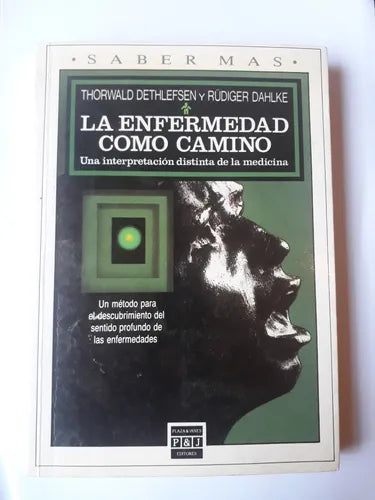 · SABER MAS ·
THORWALD DETHLEFSEN Y RÜDIGER DAHLKE
LA ENFERMEDAD
COMO CAMINO
Una interpretación distinta de la medicina
Un método para
el descubrimiento del
sentido profundo de
las enfermedades
PLAZA & JANES
P&J
EDITORES